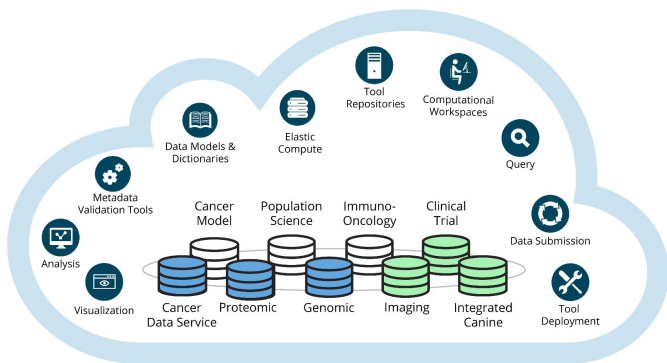 Tool
Repositories
Computational
Workspaces
Elastic
Compute
Data Models &
Dictionaries
Query
Metadata
Validation Tools
Cancer
Model
Population
Science
Immuno-
Oncology
Clinical
Trial
Data Submission
Analysis
Visualization
Cancer
Data Service
Proteomic
Genomic
Imaging
Integrated
Canine
Tool
Deployment